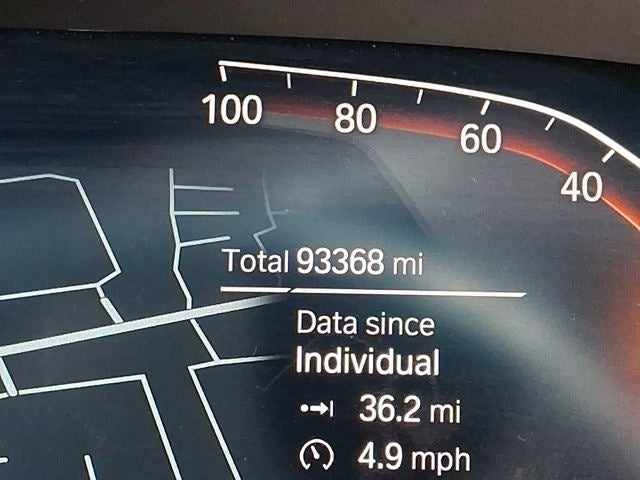 100 80 60 40
Total 93368 mi
Data since
Individual
36.2 mi
4.9 mph